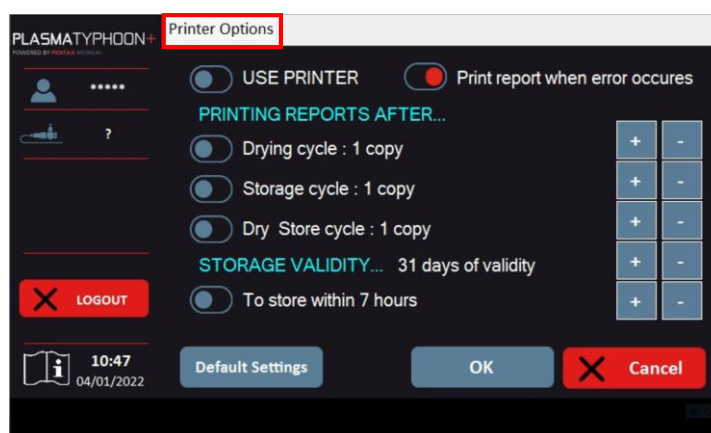 PLASMATYPHOON+
POWERED BY PENTAX MEDICAL
Printer Options
*****
?
USE PRINTER
Print report when error occures
PRINTING REPORTS AFTER...
Drying cycle : 1 copy
+ -
Storage cycle : 1 copy
+ -
Dry Store cycle : 1 copy
+ -
STORAGE VALIDITY... 31 days of validity
+ -
To store within 7 hours
+ -
LOGOUT
10:47
04/01/2022
Default Settings
OK
Cancel